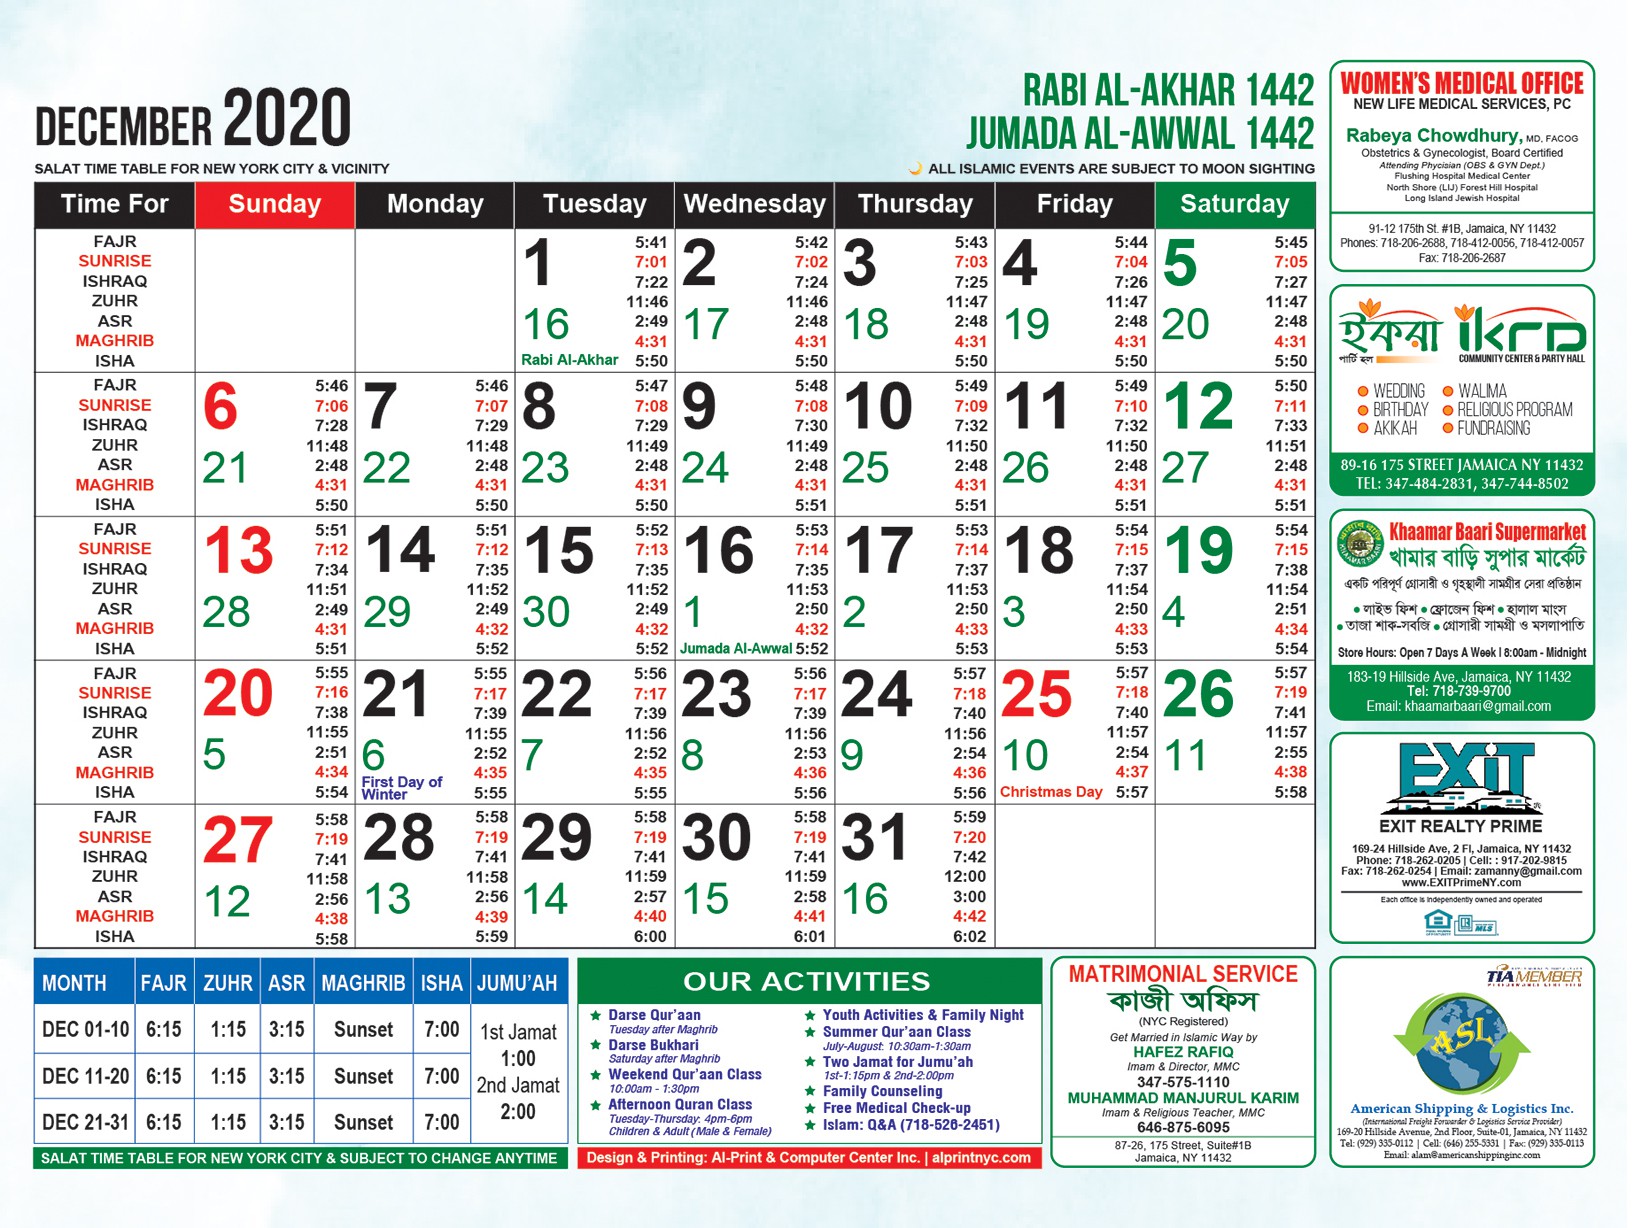 DECEMBER 2020
RABI AL-AKHAR 1442
JUMADA AL-AWWAL 1442
SALAT TIME TABLE FOR NEW YORK CITY & VICINITY
ALL ISLAMIC EVENTS ARE SUBJECT TO MOON SIGHTING
Time For Sunday Monday Tuesday Wednesday Thursday Friday Saturday
1 2 3 4 5
16 17 18 19 20
Rabi Al-Akhar
FAJR 5:41 5:42 5:43 5:44 5:45
SUNRISE 7:01 7:02 7:03 7:04 7:05
ISHRAQ 7:22 7:24 7:25 7:26 7:27
ZUHR 11:46 11:46 11:47 11:47 11:47
ASR 2:49 2:48 2:48 2:48 2:48
MAGHRIB 4:31 4:31 4:31 4:31 4:31
ISHA 5:50 5:50 5:50 5:50 5:50
6 7 8 9 10 11 12
21 22 23 24 25 26 27
FAJR 5:46 5:46 5:47 5:48 5:49 5:49 5:50
SUNRISE 7:06 7:07 7:08 7:08 7:09 7:10 7:11
ISHRAQ 7:28 7:29 7:29 7:30 7:32 7:32 7:33
ZUHR 11:48 11:48 11:49 11:49 11:50 11:50 11:51
ASR 2:48 2:48 2:48 2:48 2:48 2:48 2:48
MAGHRIB 4:31 4:31 4:31 4:31 4:31 4:31 4:31
ISHA 5:50 5:50 5:50 5:51 5:51 5:51 5:51
13 14 15 16 17 18 19
28 29 30 1 2 3 4
Jumada Al-Awwal
FAJR 5:51 5:51 5:52 5:53 5:53 5:54 5:54
SUNRISE 7:12 7:12 7:13 7:14 7:14 7:15 7:15
ISHRAQ 7:34 7:35 7:35 7:35 7:37 7:37 7:38
ZUHR 11:51 11:52 11:52 11:53 11:53 11:54 11:54
ASR 2:49 2:49 2:49 2:50 2:50 2:50 2:51
MAGHRIB 4:31 4:32 4:32 4:32 4:33 4:33 4:34
ISHA 5:51 5:52 5:52 5:52 5:53 5:53 5:54
20 21 22 23 24 25 26
5 6 7 8 9 10 11
First Day of
Winter
Christmas Day
FAJR 5:55 5:55 5:56 5:56 5:56 5:57 5:57
SUNRISE 7:16 7:17 7:17 7:17 7:18 7:18 7:19
ISHRAQ 7:38 7:39 7:39 7:39 7:40 7:40 7:41
ZUHR 11:55 11:55 11:56 11:56 11:56 11:57 11:57
ASR 2:51 2:52 2:52 2:53 2:54 2:54 2:55
MAGHRIB 4:34 4:35 4:35 4:36 4:36 4:37 4:38
ISHA 5:54 5:55 5:55 5:56 5:56 5:57 5:58
27 28 29 30 31
12 13 14 15 16
FAJR 5:58 5:58 5:58 5:58 5:59
SUNRISE 7:19 7:19 7:19 7:19 7:20
ISHRAQ 7:41 7:41 7:41 7:41 7:42
ZUHR 11:58 11:58 11:59 11:59 12:00
ASR 2:56 2:56 2:57 2:58 3:00
MAGHRIB 4:38 4:39 4:40 4:41 4:42
ISHA 5:58 5:59 6:00 6:01 6:02
MONTH FAJR ZUHR ASR MAGHRIB ISHA JUMU'AH
DEC 01-10 6:15 1:15 3:15 Sunset 7:00
DEC 11-20 6:15 1:15 3:15 Sunset 7:00
DEC 21-31 6:15 1:15 3:15 Sunset 7:00
1st Jamat
1:00
2nd Jamat
2:00
SALAT TIME TABLE FOR NEW YORK CITY & SUBJECT TO CHANGE ANYTIME
OUR ACTIVITIES
Darse Qur'aan
Tuesday after Maghrib
Darse Bukhari
Saturday after Maghrib
Weekend Qur'aan Class
10:00am - 1:30pm
Afternoon Quran Class
Tuesday-Thursday: 4pm-6pm
Children & Adult (Male & Female)
Youth Activities & Family Night
Summer Qur'aan Class
July-August: 10:30am-1:30am
Two Jamat for Jumu'ah
1st-1:15pm & 2nd-2:00pm
Family Counseling
Free Medical Check-up
Islam: Q&A (718-526-2451)
Design & Printing: Al-Print & Computer Center Inc. | alprintnyc.com
MATRIMONIAL SERVICE
কাজী অফিস
(NYC Registered)
Get Married in Islamic Way by
HAFEZ RAFIQ
Imam & Director, MMC
347-575-1110
MUHAMMAD MANJURUL KARIM
Imam & Religious Teacher, MMC
646-875-6095
87-26, 175 Street, Suite#1B
Jamaica, NY 11432
WOMEN'S MEDICAL OFFICE
NEW LIFE MEDICAL SERVICES, PC
Rabeya Chowdhury, MD. FACOG
Obstetrics & Gynecologist, Board Certified
Attending Phycisian (OBS & GYN Dept.)
Flushing Hospital Medical Center
North Shore (LIJ) Forest Hill Hospital
Long Island Jewish Hospital
91-12 175th St. #1B, Jamaica, NY 11432
Phones: 718-206-2688, 718-412-0056, 718-412-0057
Fax: 718-206-2687
ইকরা
পার্টি হল
ikra
COMMUNITY CENTER & PARTY HALL
WEDDING
BIRTHDAY
AKIKAH
WALIMA
RELIGIOUS PROGRAM
FUNDRAISING
89-16 175 STREET JAMAICA NY 11432
TEL: 347-484-2831, 347-744-8502
Khaamar Baari Supermarket
খামার বাড়ি সুপার মার্কেট
একটি পরিপূর্ণ গ্রোসারী ও গৃহস্থালী সামগ্রীর সেরা প্রতিষ্ঠান
• লাইভ ফিশ • ফ্রোজেন ফিশ • হালাল মাংস
• তাজা শাক-সবজি • গ্রোসারী সামগ্রী ও মসলাপাতি
Store Hours: Open 7 Days A Week I 8:00am - Midnight
183-19 Hillside Ave, Jamaica, NY 11432
Tel: 718-739-9700
Email: khaamarbaari@gmail.com
EXIT
EXIT REALTY PRIME
169-24 Hillside Ave, 2 Fl, Jamaica, NY 11432
Phone: 718-262-0205 | Cell: : 917-202-9815
Fax: 718-262-0254 | Email: zamanny@gmail.com
www.EXITPrimeNY.com
Each office is independently owned and operated
MLS
TIA MEMBER
ASL
American Shipping & Logistics Inc.
(International Freight Forwarder & Logistics Service Provider)
169-20 Hillside Avenue, 2nd Floor, Suite-01, Jamaica, NY 11432
Tel: (929) 335-0112 | Cell: (646) 255-5331 | Fax: (929) 335-0113
Email: alam@americanshippinginc.com